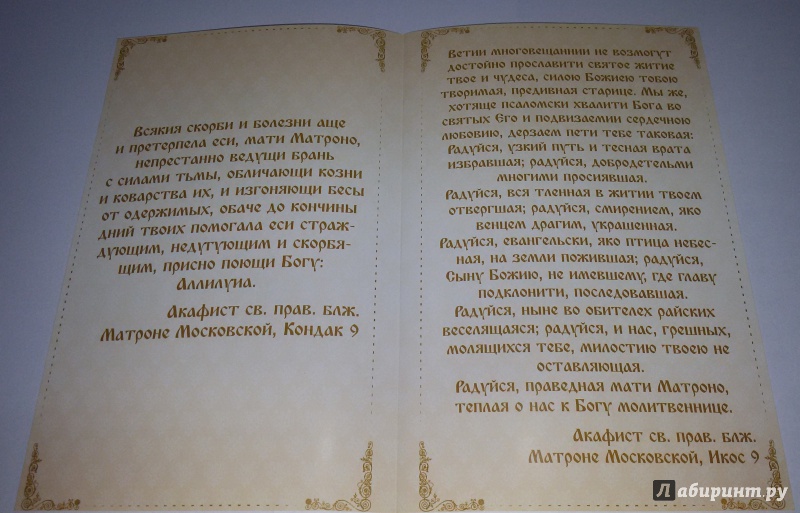 Всякия скорби и болезни аще
и претерпела еси, мати Матроно,
непрестанно ведущи брань
с силами тьмы, обличающи козни
и коварства их, и изгоняющи бесы
от одержимых, обаче до кончины
дний твоих помогала еси страж-
дующим, недугующим и скорбя-
щим, присно поющи Богу:
Аллилуиа.
Акафист св. прав. блж.
Матроне Московской, Кондак 9
Ветии многовещаннии не возмогут
достойно прославити святое житие
твое и чудеса, силою Божиею тобою
творимая, предивная старице. Мы же,
хотяще псаломски хвалити Бога во
святых Его и подвизаемии сердечною
любовию, дерзаем пети тебе таковая:
Радуйся, узкий путь и тесная врата
избравшая; радуйся, добродетельми
многими просиявшая.
Радуйся, вся тленная в житии твоем
отвергшая; радуйся, смирением, яко
венцем драгим, украшенная.
Радуйся, евангельски, яко птица небес-
ная, на земли пожившая; радуйся,
Сыну Божию, не имевшему, где главу
подклонити, последовавшая.
Радуйся, ныне во обителех райских
веселящаяся; радуйся, и нас, грешных,
молящихся тебе, милостию твоею не
оставляющая.
Радуйся, праведная мати Матроно,
теплая о нас к Богу молитвеннице.
Акафист св. прав. блж.
Матроне Московской, Икос 9
Лабиринт.ру